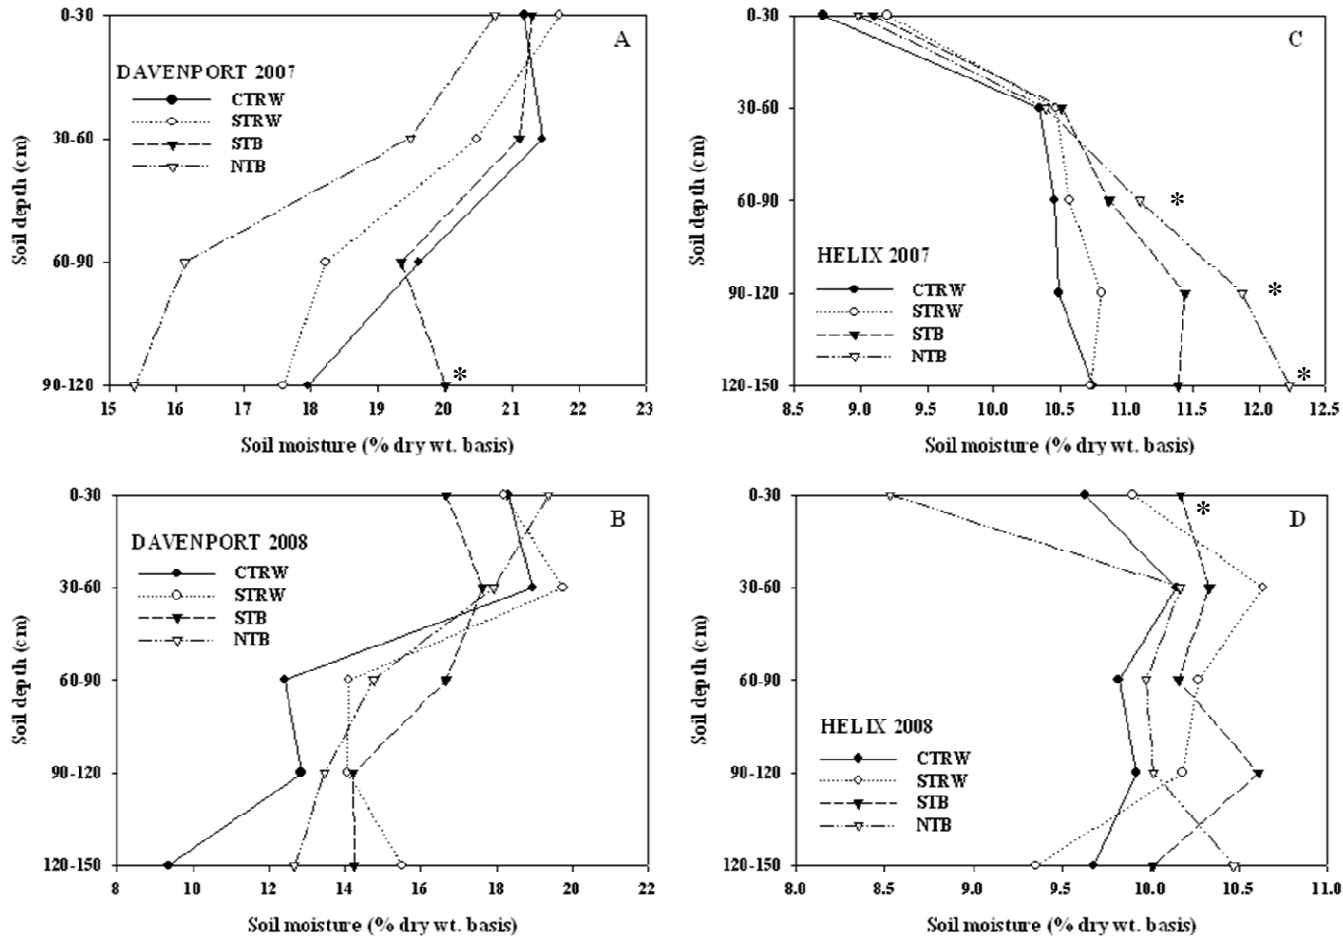 A
DAVENPORT 2007
CTRW
STRW
STB
NTB
0-30
30-60
60-90
90-120
Soil depth (cm)
15 16 17 18 19 20 21 22 23
Soil moisture (% dry wt. basis)
*
C
HELIX 2007
CTRW
STRW
STB
NTB
0-30
30-60
60-90
90-120
120-150
Soil depth (cm)
8.5 9.0 9.5 10.0 10.5 11.0 11.5 12.0 12.5
Soil moisture (% dry wt. basis)
*
*
*
B
DAVENPORT 2008
CTRW
STRW
STB
NTB
0-30
30-60
60-90
90-120
120-150
Soil depth (cm)
8 10 12 14 16 18 20 22
Soil moisture (% dry wt. basis)
D
*
HELIX 2008
CTRW
STRW
STB
NTB
0-30
30-60
60-90
90-120
120-150
Soil depth (cm)
8.0 8.5 9.0 9.5 10.0 10.5 11.0
Soil moisture (% dry wt. basis)